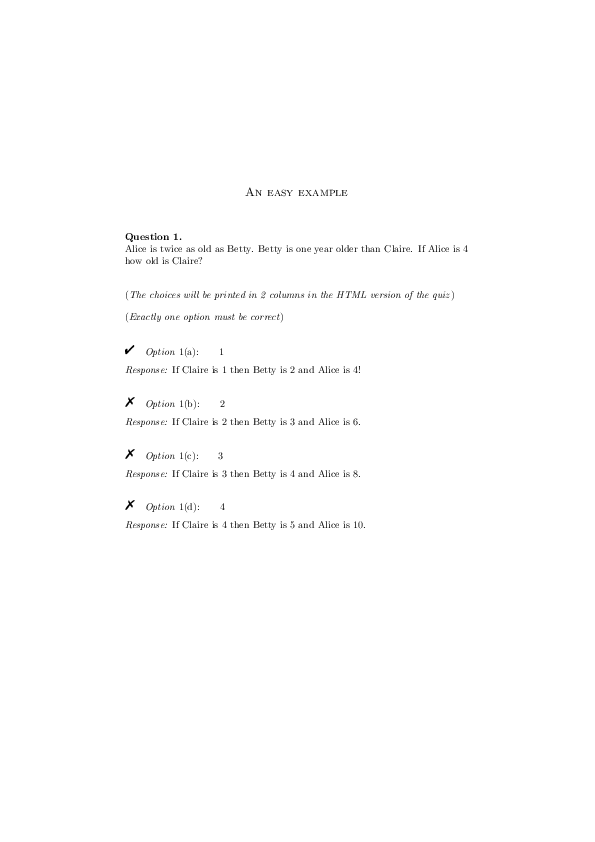 AN EASY EXAMPLE
Question 1.
Alice is twice as old as Betty. Betty is one year older than Claire. If Alice is 4
how old is Claire?
(The choices will be printed in 2 columns in the HTML version of the quiz)
(Exactly one option must be correct)
✔ Option 1(a): 1
Response: If Claire is 1 then Betty is 2 and Alice is 4!
✗ Option 1(b): 2
Response: If Claire is 2 then Betty is 3 and Alice is 6.
✗ Option 1(c): 3
Response: If Claire is 3 then Betty is 4 and Alice is 8.
✗ Option 1(d): 4
Response: If Claire is 4 then Betty is 5 and Alice is 10.